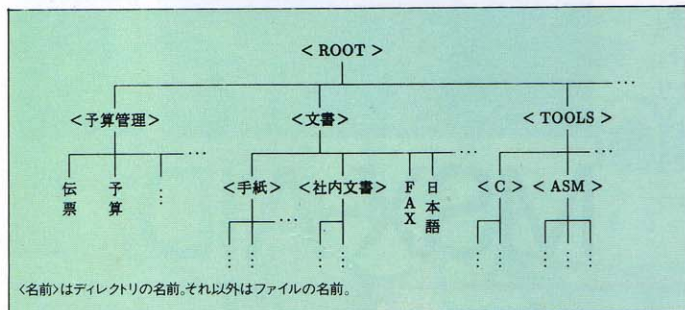 < ROOT >
…
<予算管理> <文書> < TOOLS >
… … …
伝票 予算 ⋮ <手紙> <社内文書> FAX 日本語 < C > < ASM >
…
⋮ ⋮ ⋮ ⋮ ⋮ ⋮ ⋮ ⋮ ⋮
<名前>はディレクトリの名前。それ以外はファイルの名前。